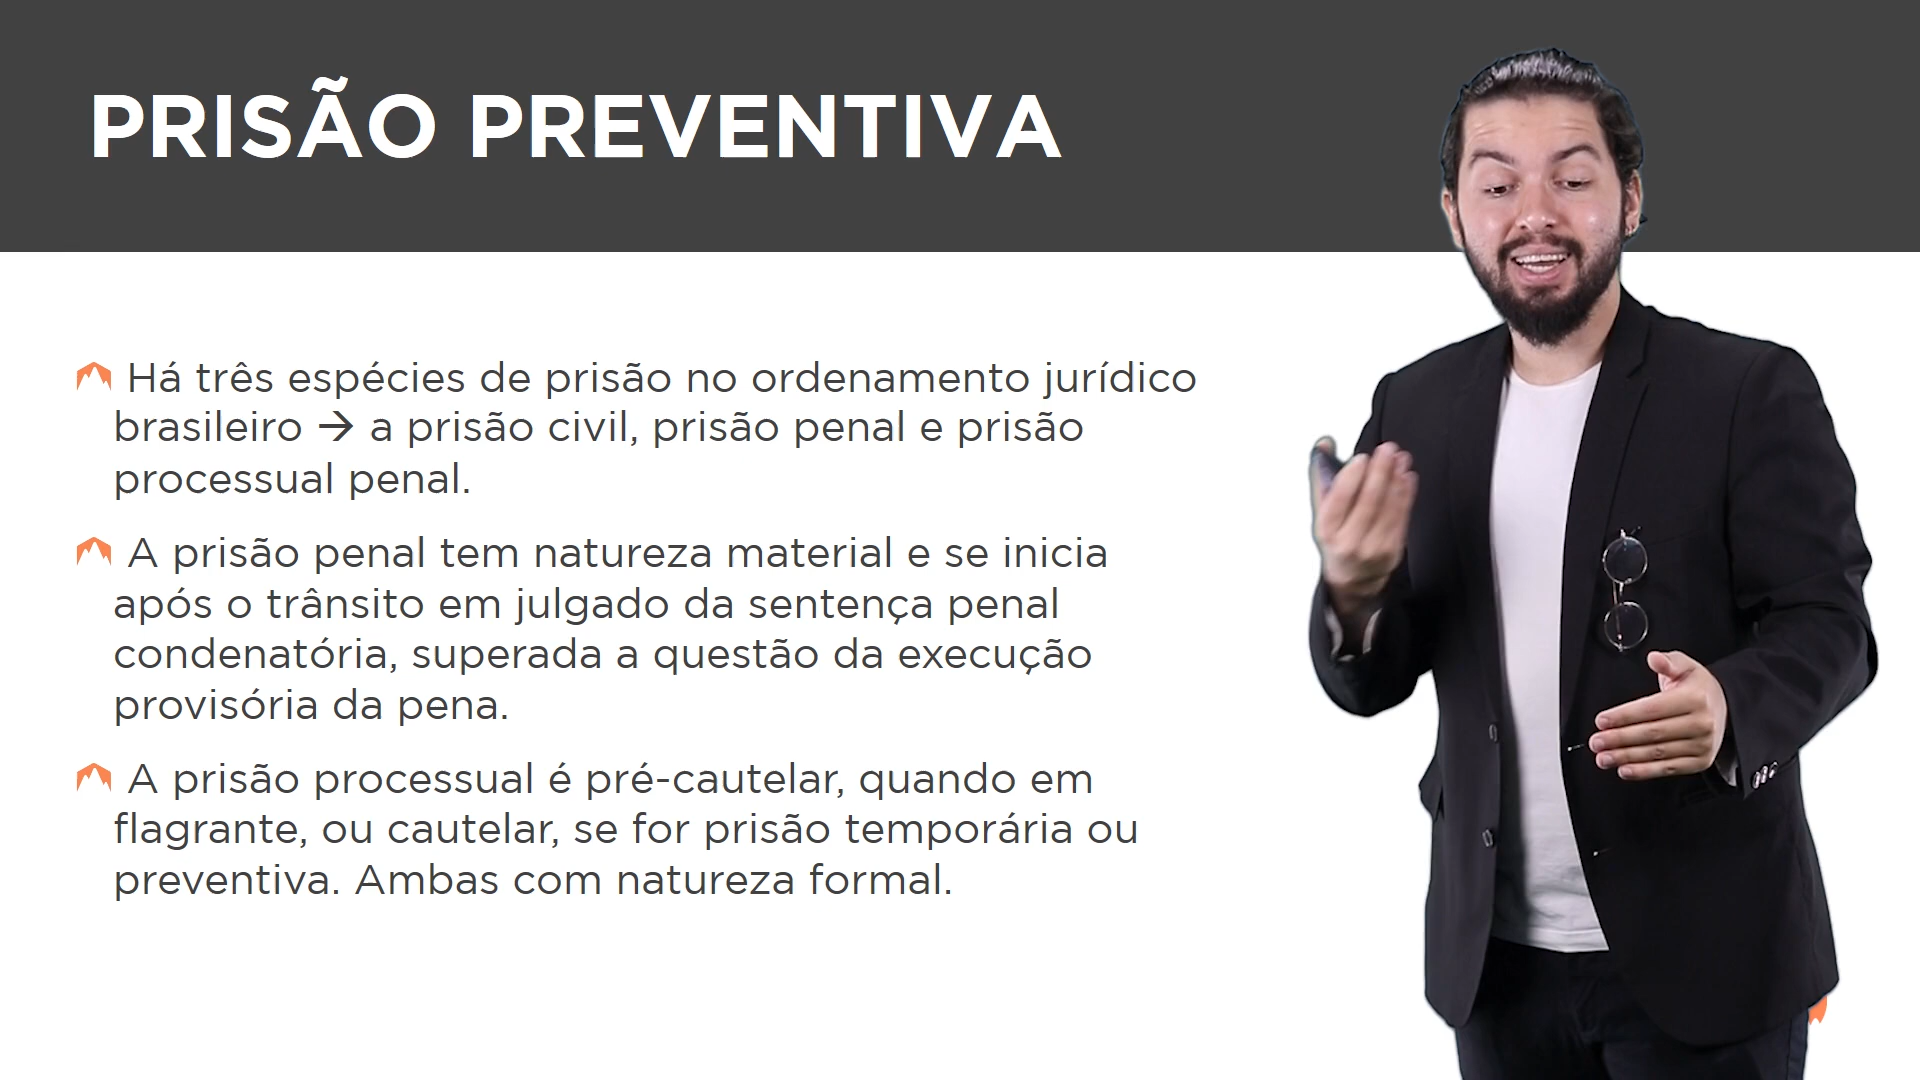 PRISÃO PREVENTIVA
Há três espécies de prisão no ordenamento jurídico
brasileiro → a prisão civil, prisão penal e prisão
processual penal.
A prisão penal tem natureza material e se inicia
após o trânsito em julgado da sentença penal
condenatória, superada a questão da execução
provisória da pena.
A prisão processual é pré-cautelar, quando em
flagrante, ou cautelar, se for prisão temporária ou
preventiva. Ambas com natureza formal.